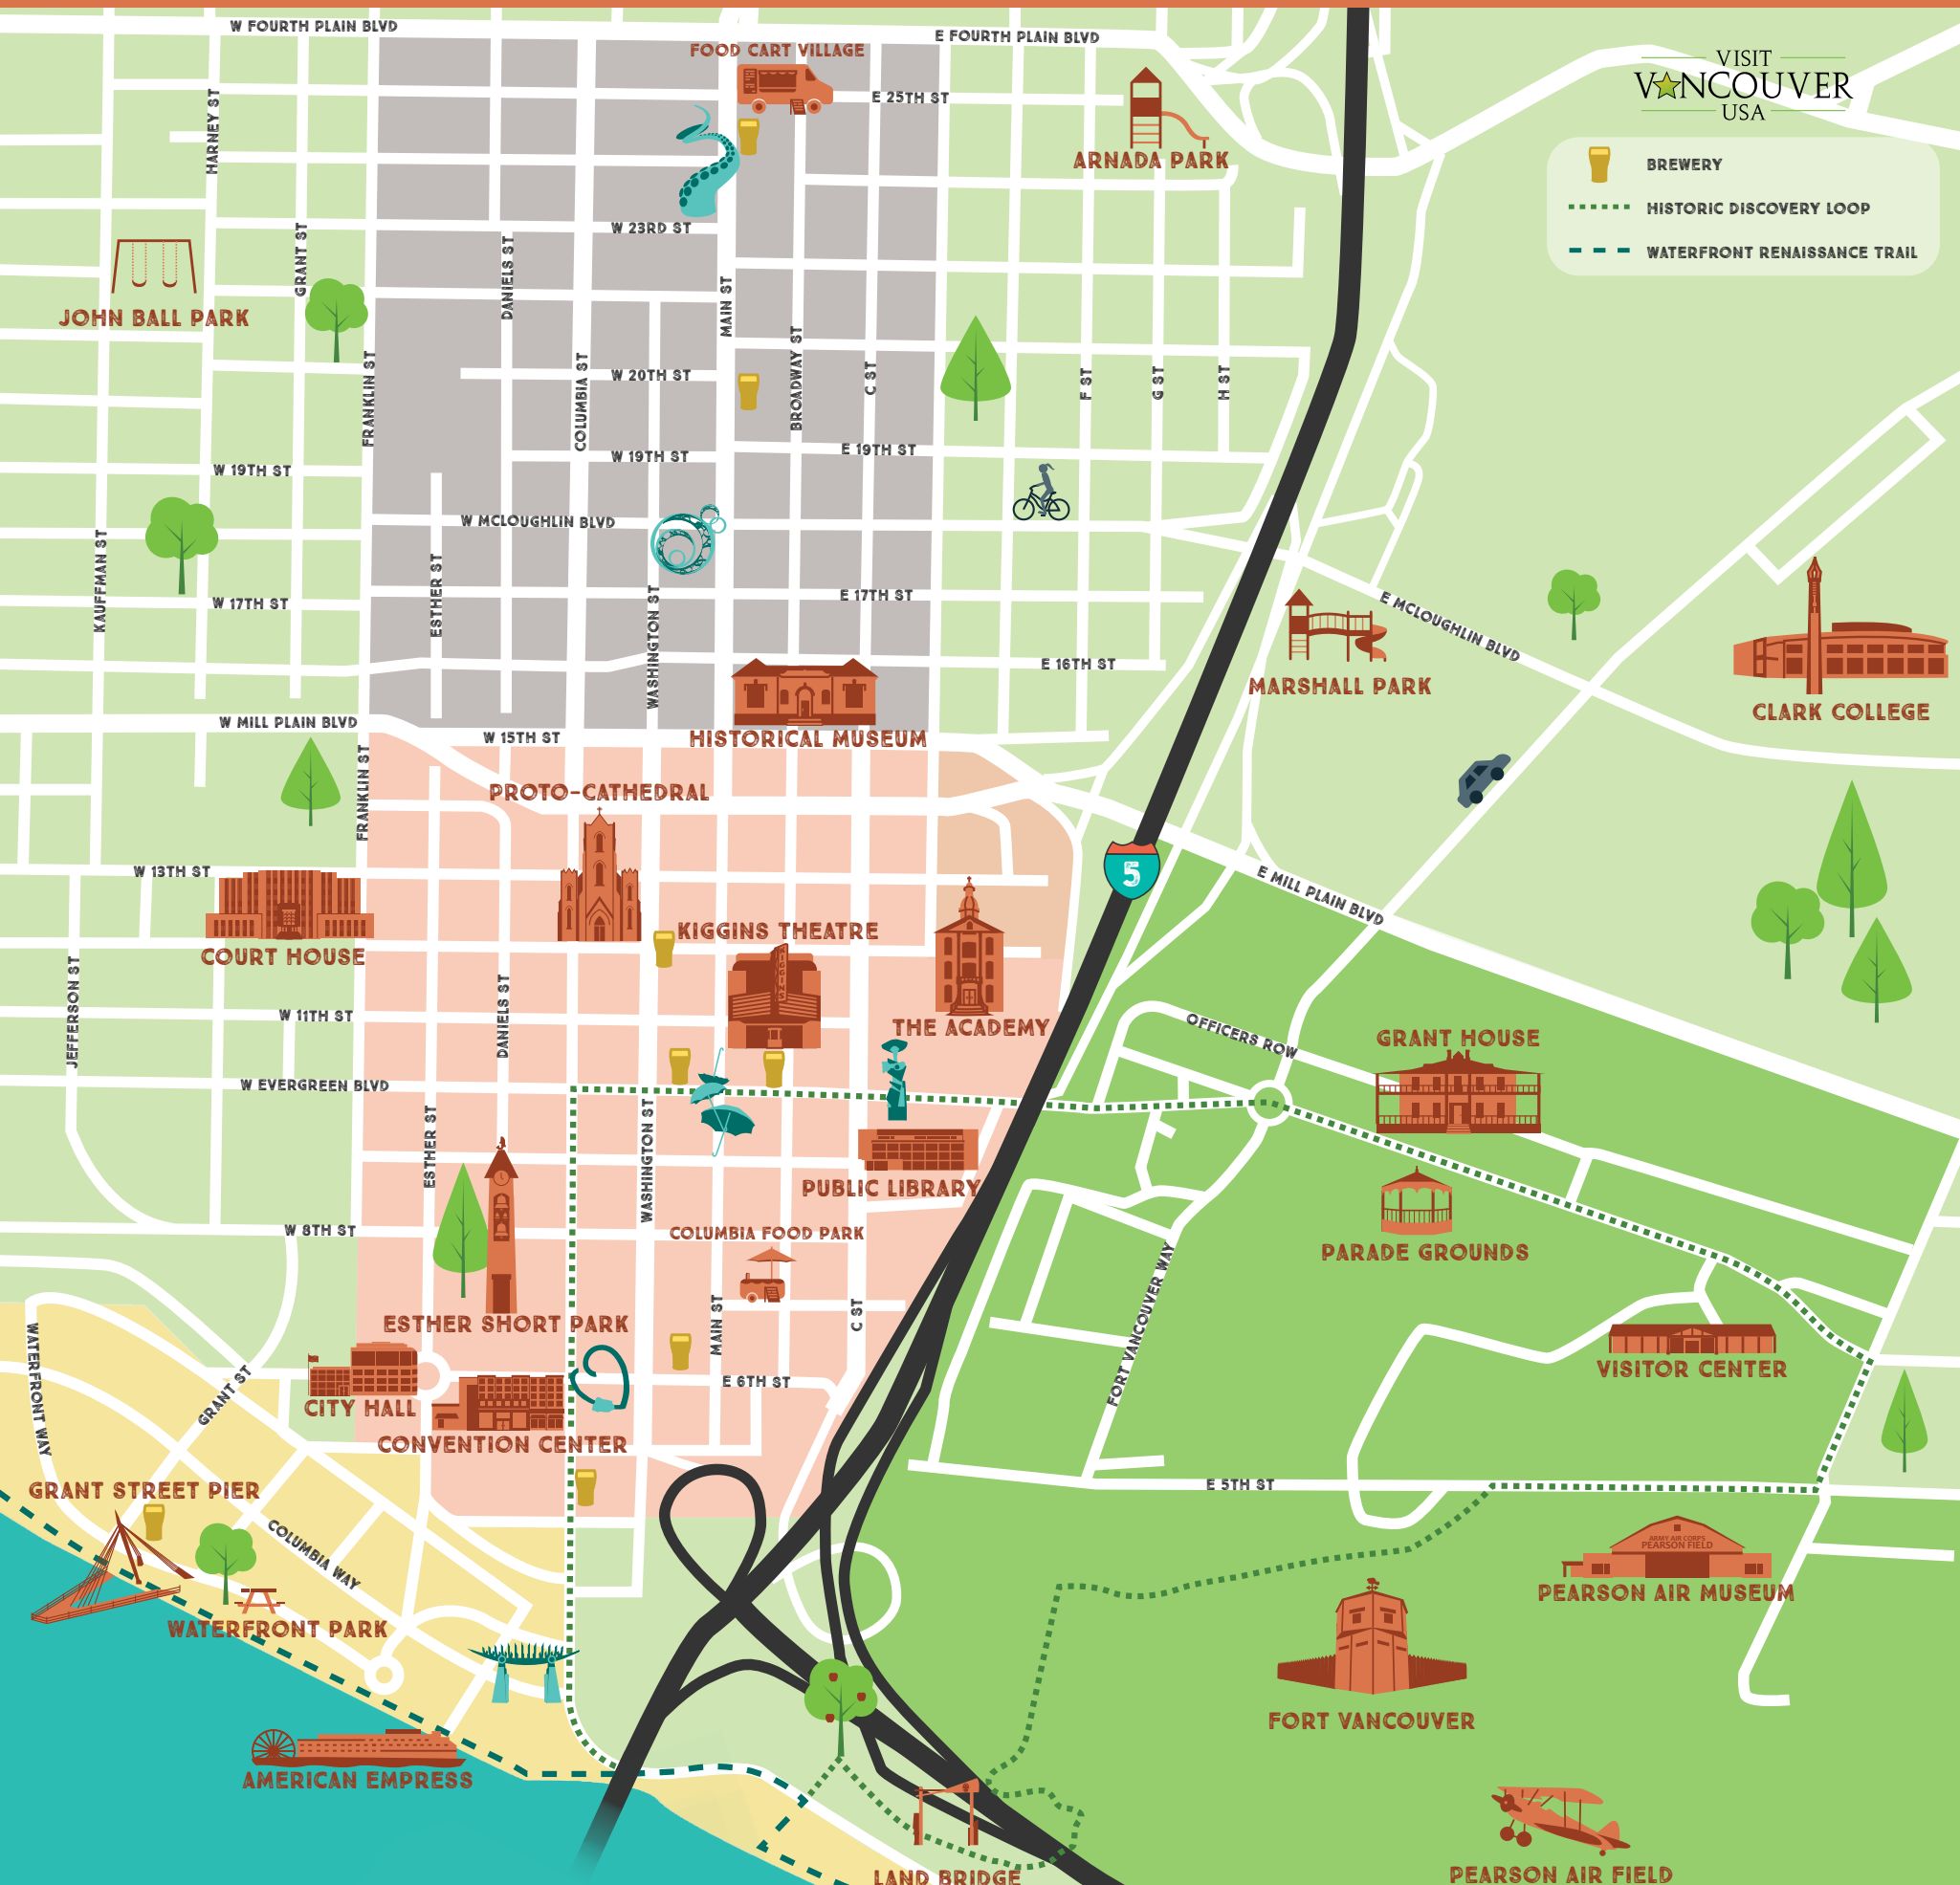 W FOURTH PLAIN BLVD
E FOURTH PLAIN BLVD
FOOD CART VILLAGE
VISIT
VANCOUVER
USA
E 25TH ST
HARNEY ST
ARNADA PARK
BREWERY
HISTORIC DISCOVERY LOOP
WATERFRONT RENAISSANCE TRAIL
W 23RD ST
GRANT ST
DANIELS ST
MAIN ST
JOHN BALL PARK
FRANKLIN ST
COLUMBIA ST
W 20TH ST
BROADWAY ST
C ST
F ST
G ST
H ST
W 19TH ST
W 19TH ST
E 19TH ST
W MCLOUGHLIN BLVD
KAUFFMAN ST
ESTHER ST
W 17TH ST
WASHINGTON ST
E 17TH ST
E MCLOUGHLIN BLVD
E 16TH ST
MARSHALL PARK
CLARK COLLEGE
W MILL PLAIN BLVD
W 15TH ST
HISTORICAL MUSEUM
FRANKLIN ST
PROTO-CATHEDRAL
W 13TH ST
5
E MILL PLAIN BLVD
COURT HOUSE
KIGGINS THEATRE
KIGGINS
JEFFERSON ST
W 11TH ST
DANIELS ST
THE ACADEMY
OFFICERS ROW
GRANT HOUSE
W EVERGREEN BLVD
ESTHER ST
WASHINGTON ST
PUBLIC LIBRARY
W 8TH ST
COLUMBIA FOOD PARK
PARADE GROUNDS
FORT VANCOUVER WAY
MAIN ST
C ST
ESTHER SHORT PARK
WATERFRONT WAY
GRANT ST
VISITOR CENTER
E 6TH ST
CITY HALL
CONVENTION CENTER
E 5TH ST
GRANT STREET PIER
COLUMBIA WAY
ARMY AIR CORPS
PEARSON FIELD
PEARSON AIR MUSEUM
WATERFRONT PARK
FORT VANCOUVER
AMERICAN EMPRESS
LAND BRIDGE
PEARSON AIR FIELD